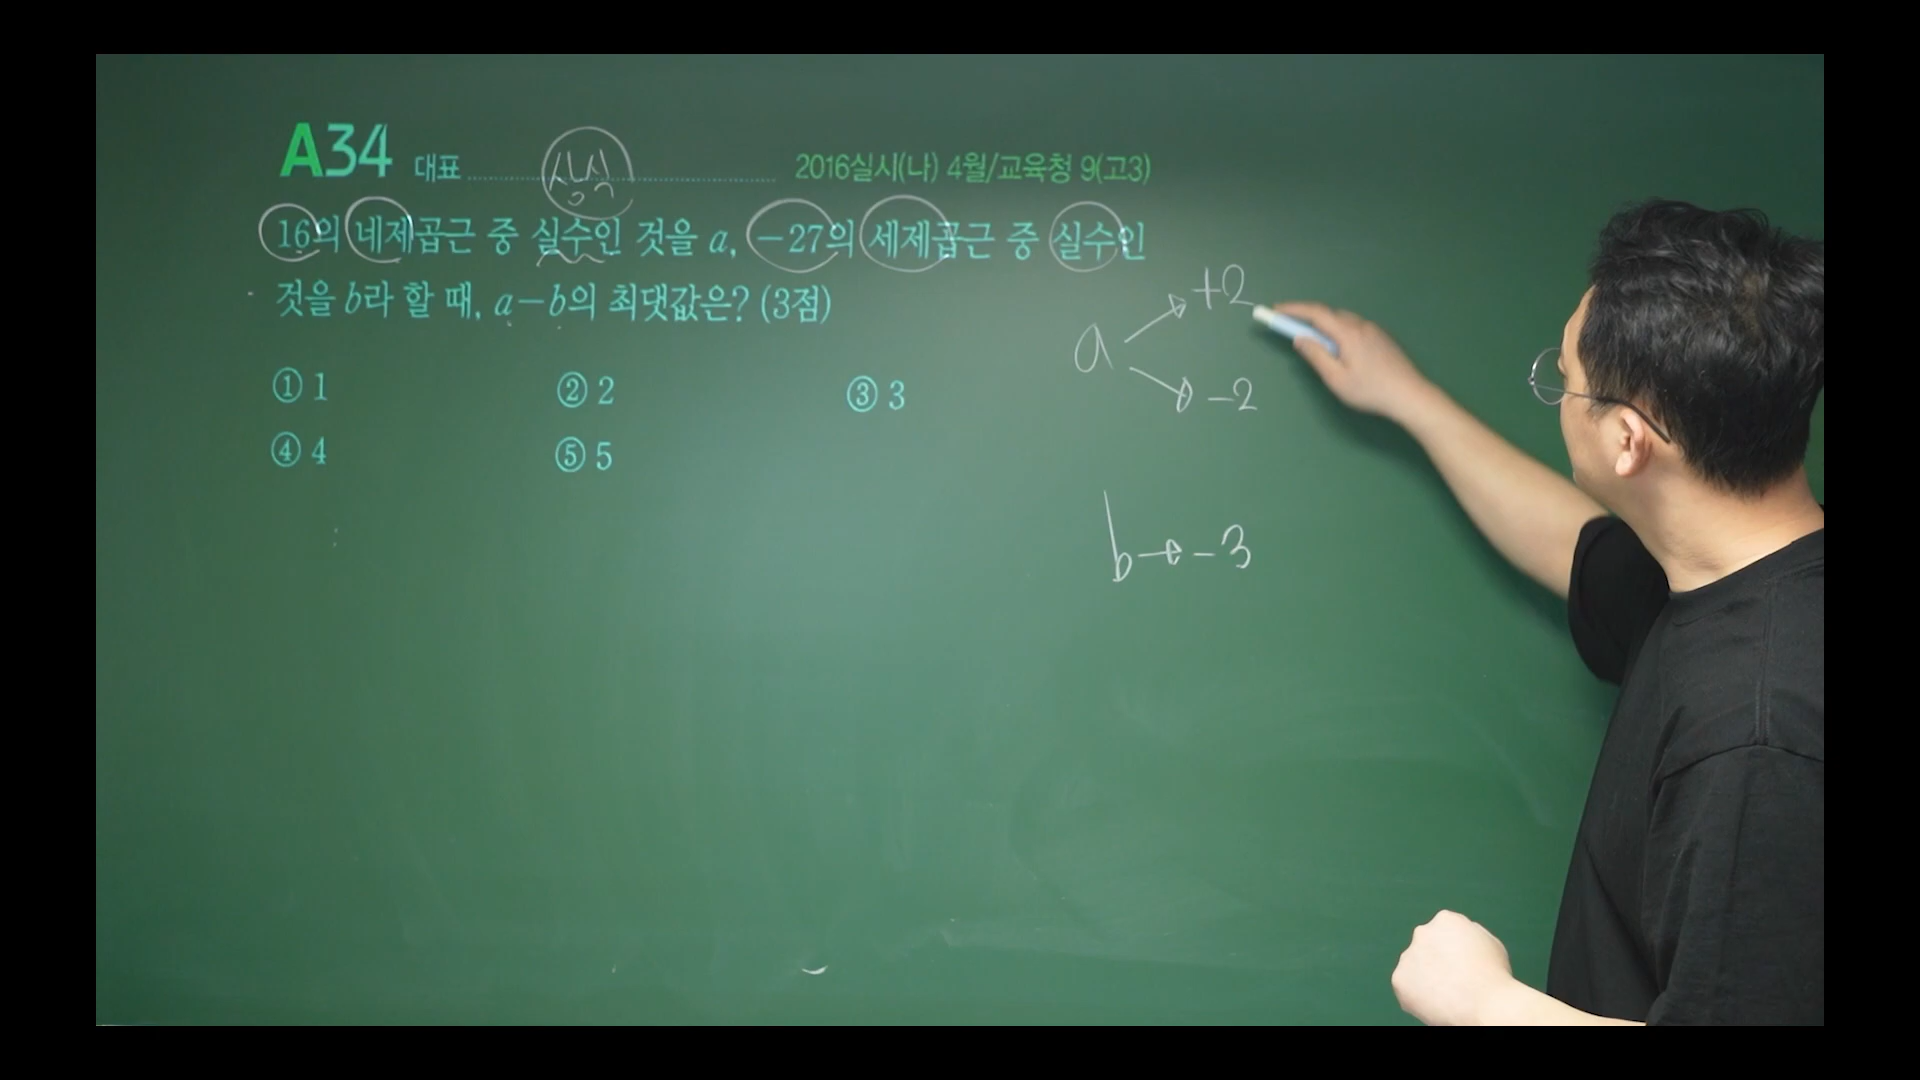 A34 대표 상식 2016실시(나) 4월/교육청 9(고3)
16의 네제곱근 중 실수인 것을 a, -27의 세제곱근 중 실수인
것을 b라 할 때, a-b의 최댓값은? (3점)
① 1 ② 2 ③ 3
④ 4 ⑤ 5
+2
a
-2
b → -3